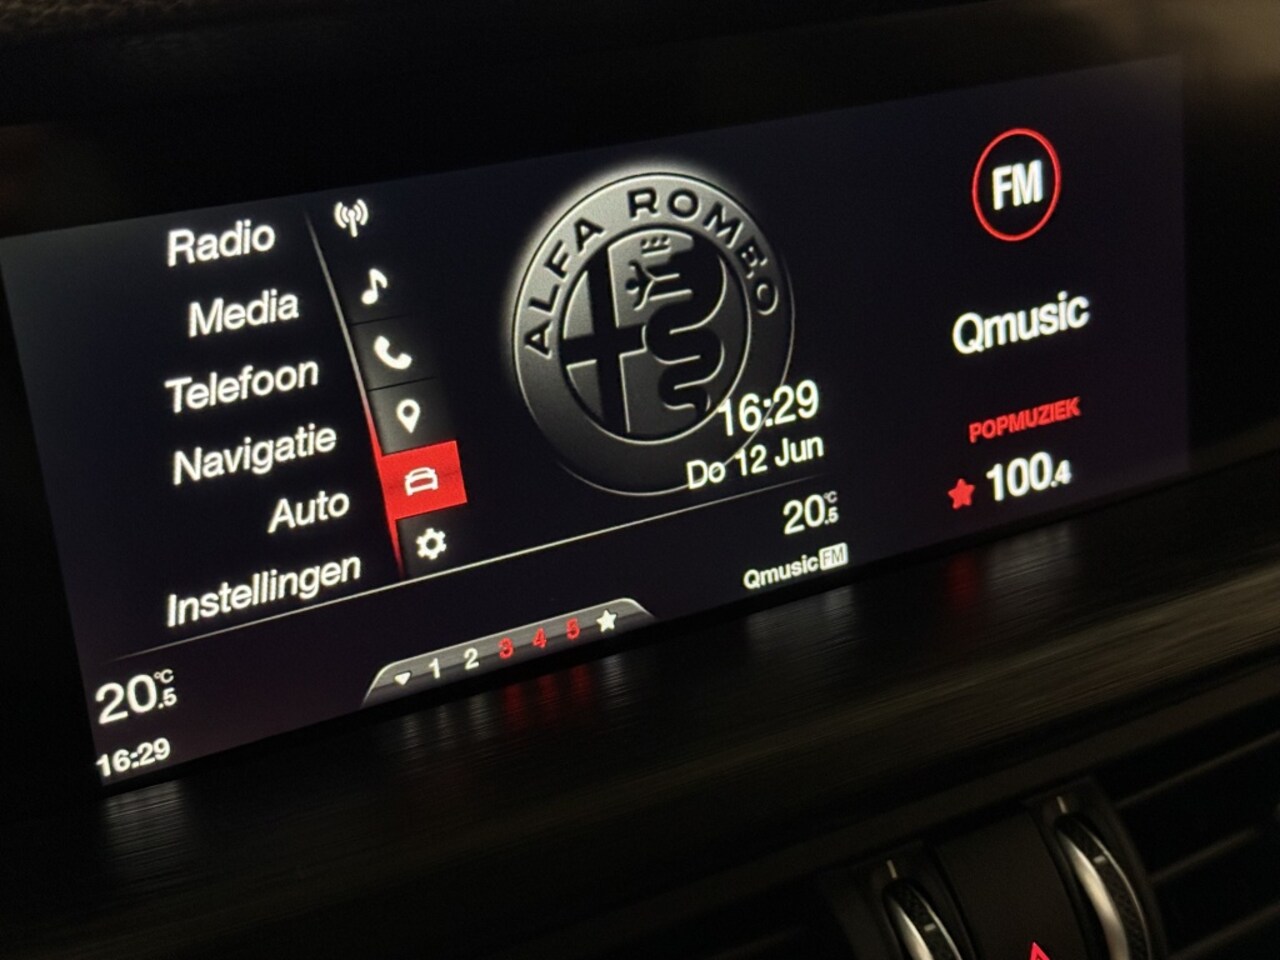 Radio
Media
Telefoon
Navigatie
Auto
Instellingen
ALFA ROMEO
16:29
Do 12 Jun
20.5 °C
Qmusic FM
FM
Qmusic
POPMUZIEK
100.4
20.5 °C
16:29
1 2 3 4 5